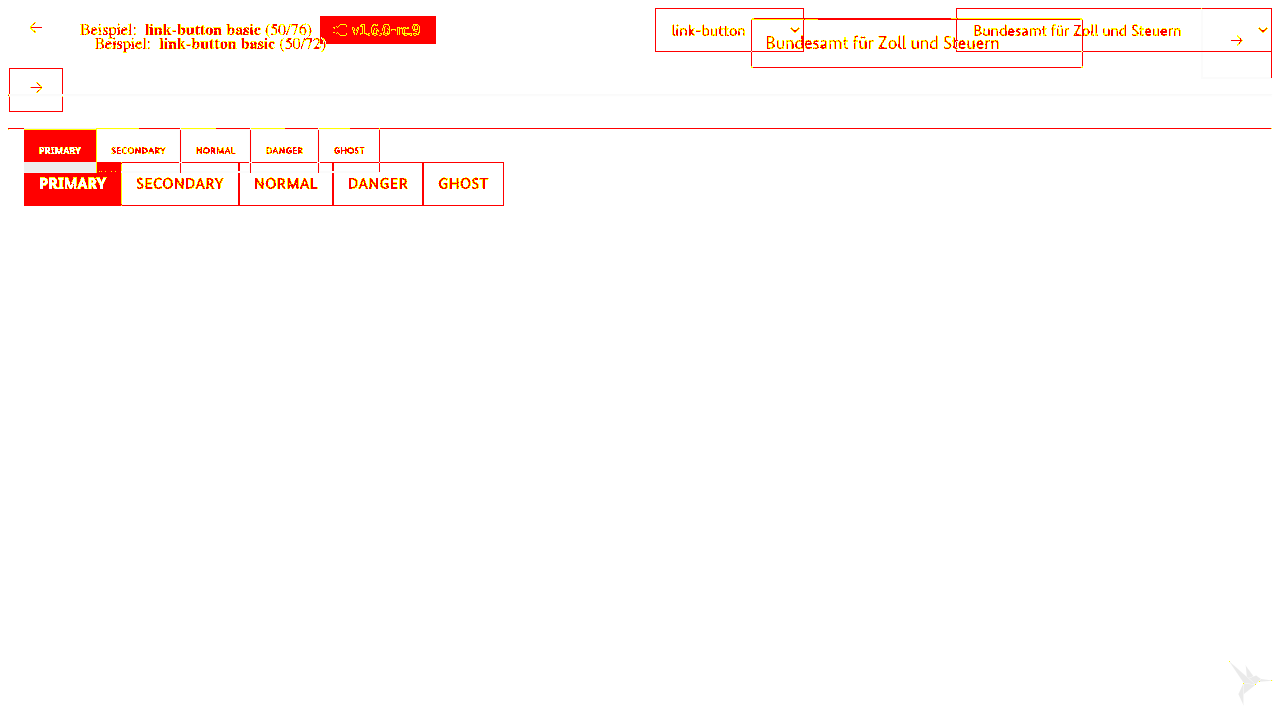 Beispiel: link-button basic (50/76) v1.6.0-rc.9 link-button Bundesamt für Zoll und Steuern
Beispiel: link-button basic (50/72) Bundesamt für Zoll und Steuern
PRIMARY SECONDARY NORMAL DANGER GHOST
PRIMARY SECONDARY NORMAL DANGER GHOST